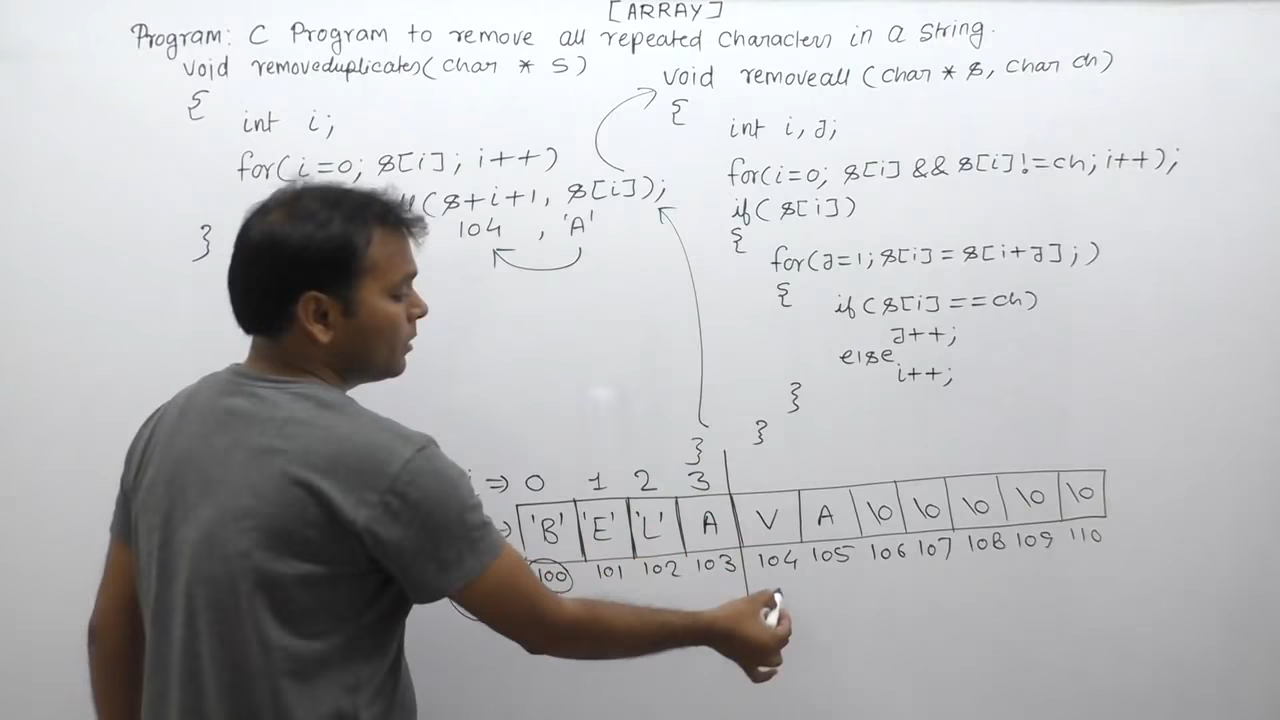 [ARRAY]
Program: C Program to remove all repeated characters in a string.
void removeduplicates(char * s)
{
int i;
for(i=0; s[i]; i++)
(s+i+1, s[i]);
104 , 'A'
}
void removeall (char * s, char ch)
{
int i, J;
for(i=0; s[i] && s[i]!=ch; i++);
if( s[i])
{
for(J=1; s[i] = s[i+J]; )
{ if(s[i] == ch)
J++;
else
i++;
}
}
}
i => 0 1 2 3
'B' 'E' 'L' A V A \0 \0 \0 \0 \0
100 101 102 103 104 105 106 107 108 109 110